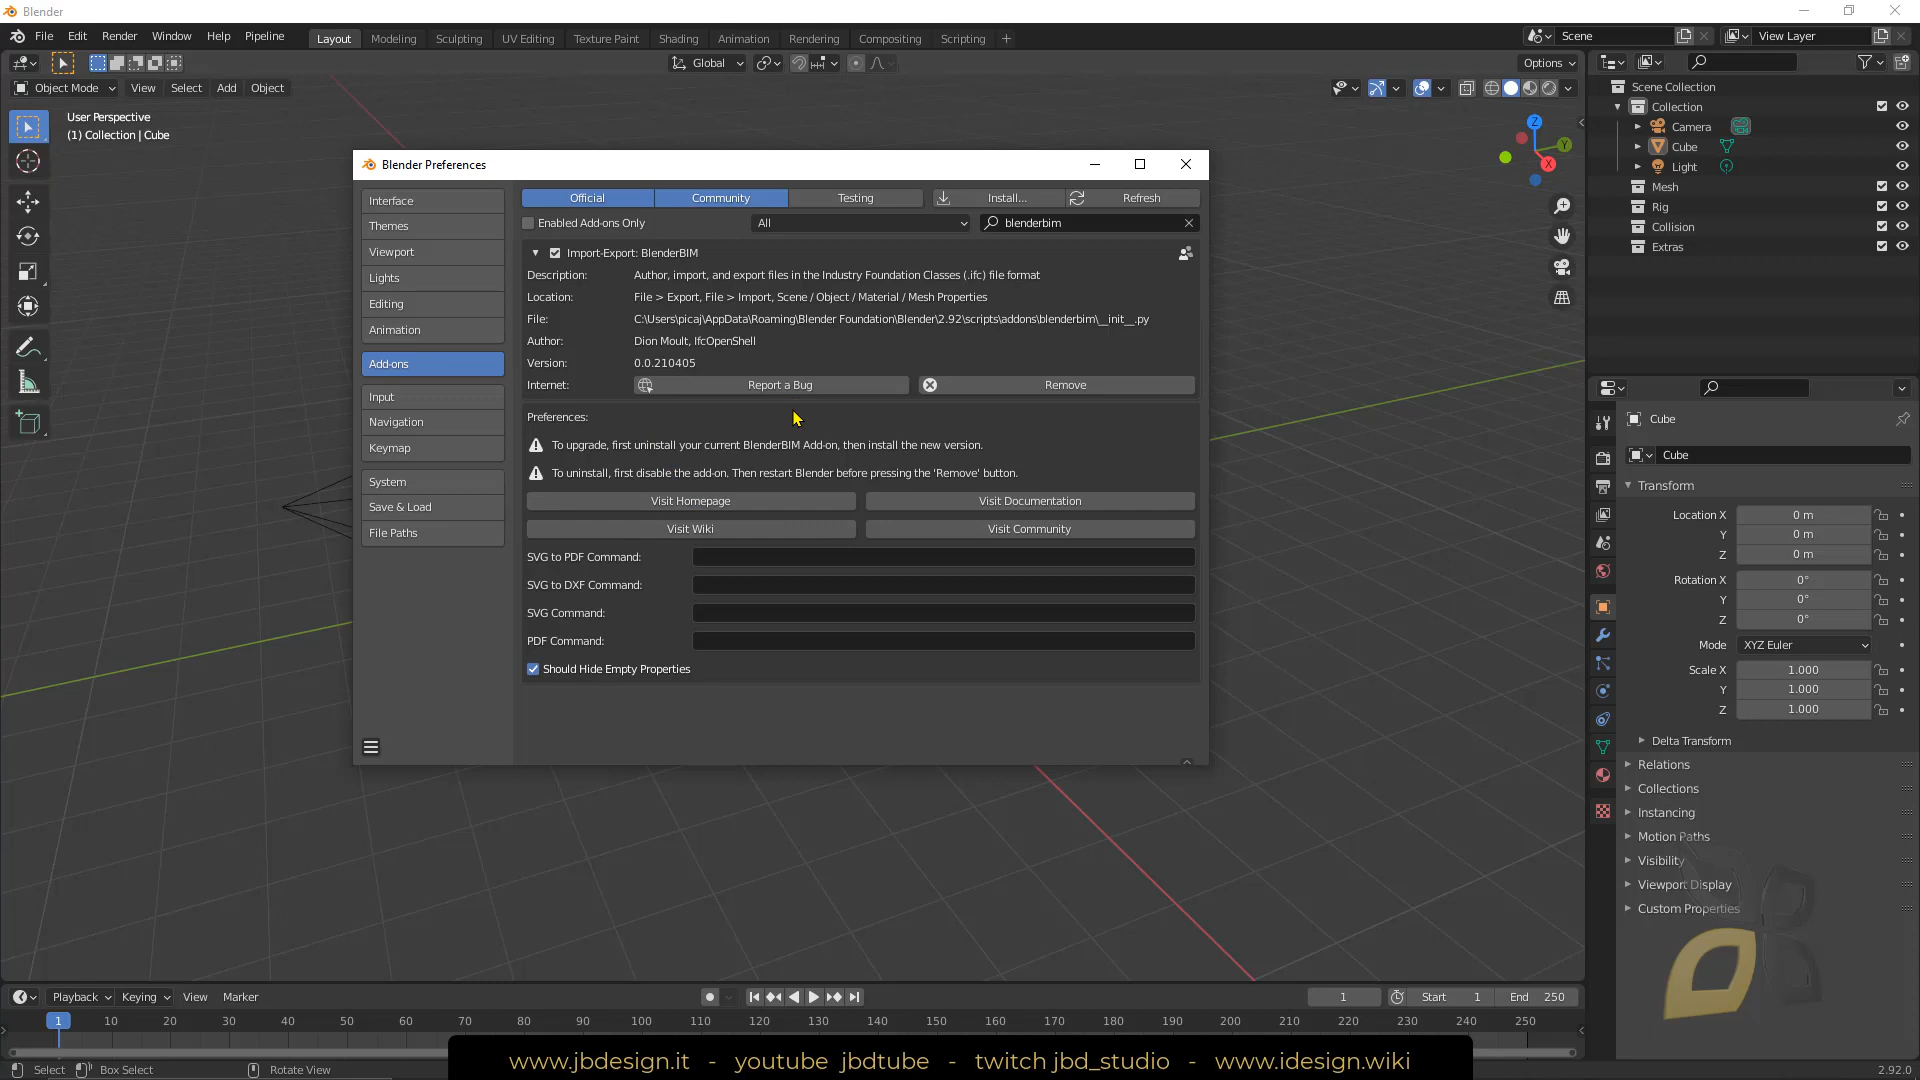 Blender
File Edit Render Window Help Pipeline
Layout Modeling Sculpting UV Editing Texture Paint Shading Animation Rendering Compositing Scripting +
Scene
View Layer
Global
Options
Object Mode View Select Add Object
User Perspective
(1) Collection | Cube
Z
Y
X
Scene Collection
Collection
Camera
Cube
Light
Mesh
Rig
Collision
Extras
Blender Preferences
Interface
Themes
Viewport
Lights
Editing
Animation
Add-ons
Input
Navigation
Keymap
System
Save & Load
File Paths
Official Community Testing Install... Refresh
Enabled Add-ons Only All blenderbim
Import-Export: BlenderBIM
Description: Author, import, and export files in the Industry Foundation Classes (.ifc) file format
Location: File > Export, File > Import, Scene / Object / Material / Mesh Properties
File: C:\Users\picaj\AppData\Roaming\Blender Foundation\Blender\2.92\scripts\addons\blenderbim\__init__.py
Author: Dion Moult, IfcOpenShell
Version: 0.0.210405
Internet: Report a Bug Remove
Preferences:
To upgrade, first uninstall your current BlenderBIM Add-on, then install the new version.
To uninstall, first disable the add-on. Then restart Blender before pressing the 'Remove' button.
Visit Homepage Visit Documentation
Visit Wiki Visit Community
SVG to PDF Command:
SVG to DXF Command:
SVG Command:
PDF Command:
Should Hide Empty Properties
Cube
Cube
Transform
Location X 0 m
Y 0 m
Z 0 m
Rotation X 0°
Y 0°
Z 0°
Mode XYZ Euler
Scale X 1.000
Y 1.000
Z 1.000
Delta Transform
Relations
Collections
Instancing
Motion Paths
Visibility
Viewport Display
Custom Properties
Playback Keying View Marker
1 Start 1 End 250
1 10 20 30 40 50 60 70 80 90 100 110 120 130 140 150 160 170 180 190 200 210 220 230 240 250
Select Box Select Rotate View
2.92.0
www.jbdesign.it - youtube jbdtube - twitch jbd_studio - www.idesign.wiki